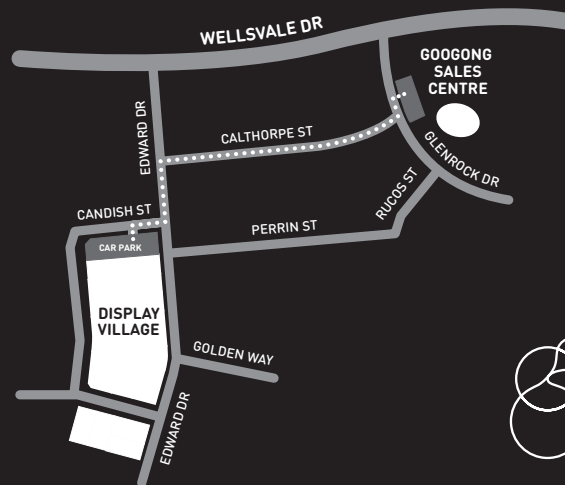 WELLSVALE DR
GOOGONG
SALES
CENTRE
EDWARD DR
CALTHORPE ST
GLENROCK DR
RUCOS ST
CANDISH ST
PERRIN ST
CAR PARK
DISPLAY
VILLAGE
GOLDEN WAY
EDWARD DR